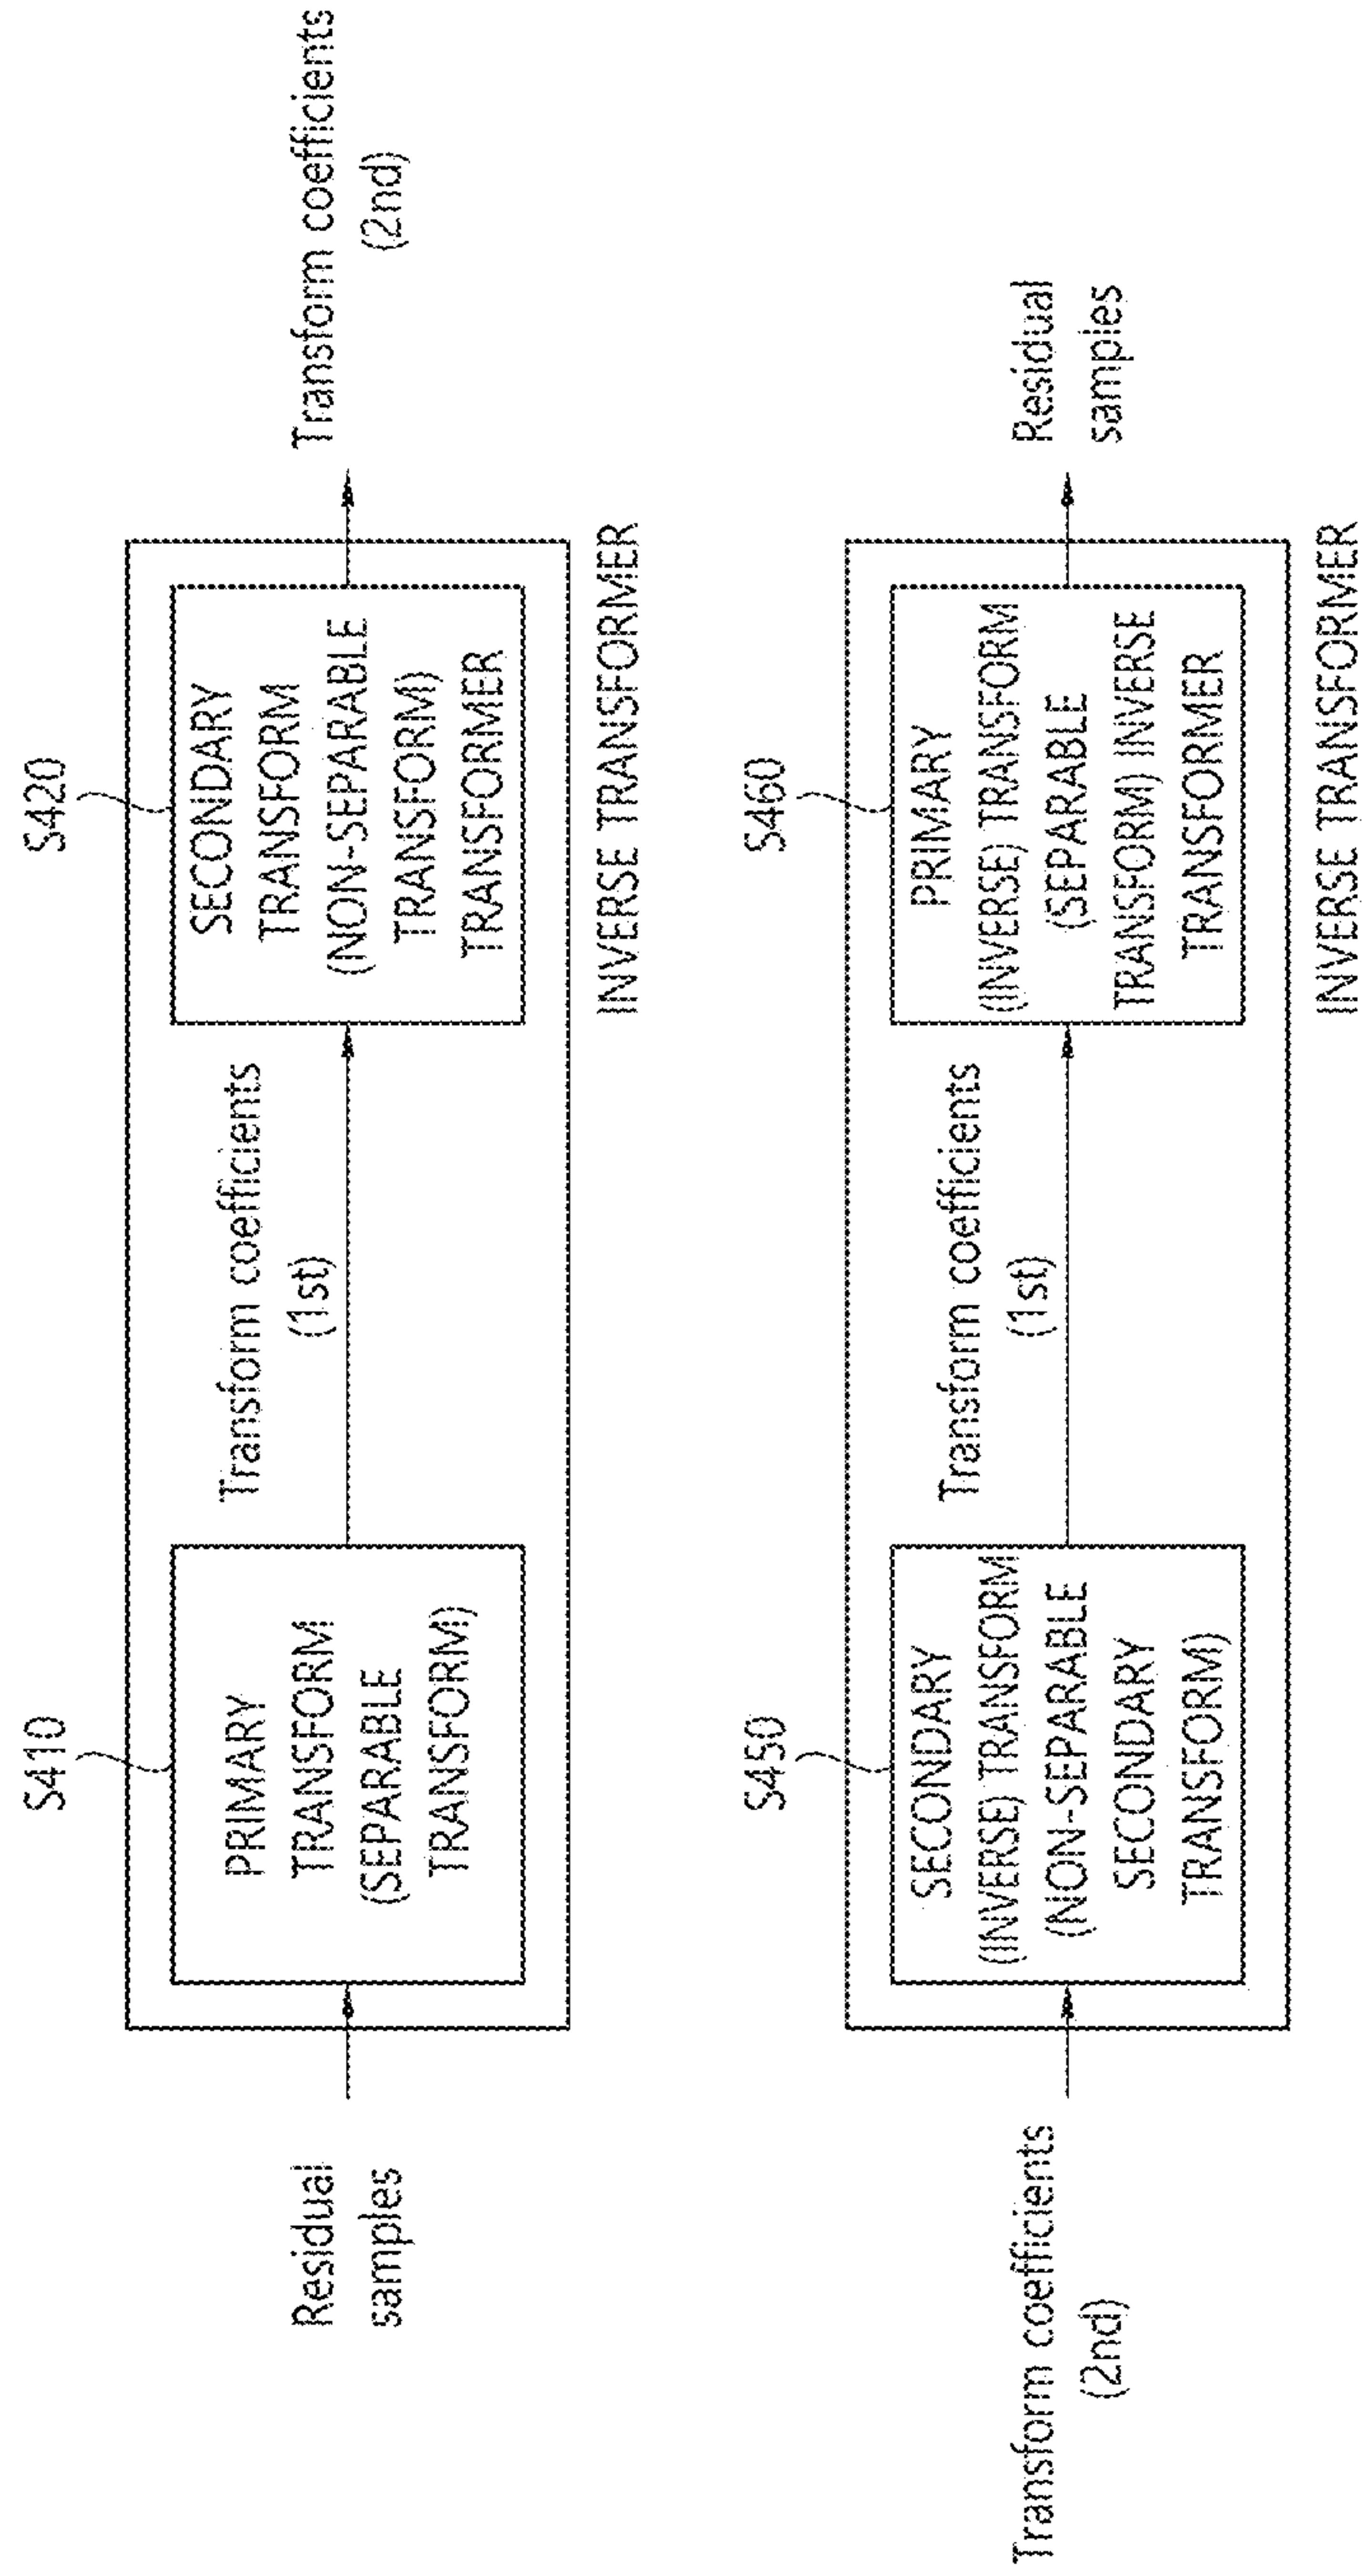 S410
S420
Residual
samples
PRIMARY
TRANSFORM
(SEPARABLE
TRANSFORM)
Transform coefficients
(1st)
SECONDARY
TRANSFORM
(NON-SEPARABLE
TRANSFORM)
TRANSFORMER
Transform coefficients
(2nd)
INVERSE TRANSFORMER
S450
S460
Transform coefficients
(2nd)
SECONDARY
(INVERSE) TRANSFORM
(NON-SEPARABLE
SECONDARY
TRANSFORM)
Transform coefficients
(1st)
PRIMARY
(INVERSE) TRANSFORM
(SEPARABLE
TRANSFORM) INVERSE
TRANSFORMER
Residual
samples
INVERSE TRANSFORMER